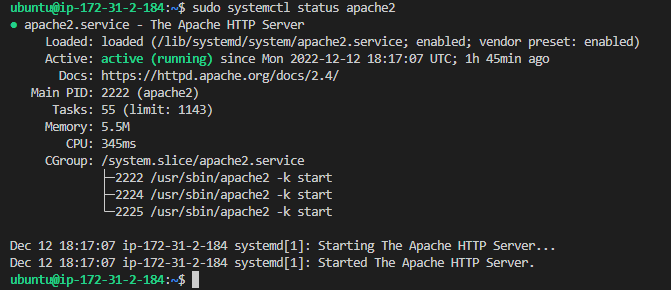 ubuntu@ip-172-31-2-184:~$ sudo systemctl status apache2
● apache2.service - The Apache HTTP Server
     Loaded: loaded (/lib/systemd/system/apache2.service; enabled; vendor preset: enabled)
     Active: active (running) since Mon 2022-12-12 18:17:07 UTC; 1h 45min ago
       Docs: https://httpd.apache.org/docs/2.4/
   Main PID: 2222 (apache2)
      Tasks: 55 (limit: 1143)
     Memory: 5.5M
        CPU: 345ms
     CGroup: /system.slice/apache2.service
             ├─2222 /usr/sbin/apache2 -k start
             ├─2224 /usr/sbin/apache2 -k start
             └─2225 /usr/sbin/apache2 -k start

Dec 12 18:17:07 ip-172-31-2-184 systemd[1]: Starting The Apache HTTP Server...
Dec 12 18:17:07 ip-172-31-2-184 systemd[1]: Started The Apache HTTP Server.
ubuntu@ip-172-31-2-184:~$